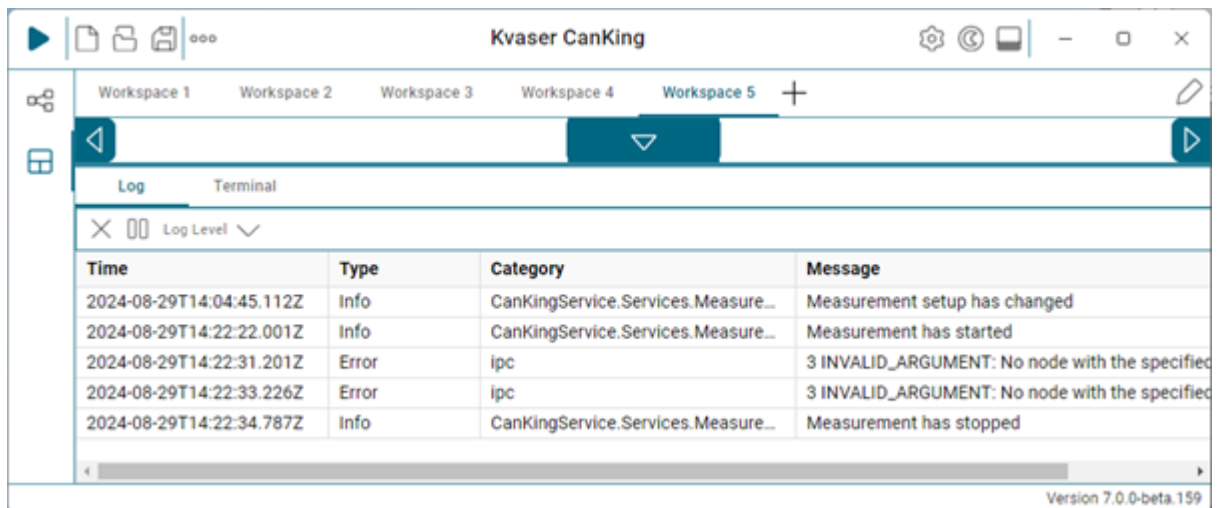 Kvaser CanKing
Workspace 1 Workspace 2 Workspace 3 Workspace 4 Workspace 5
Log Terminal
Log Level
Time Type Category Message
2024-08-29T14:04:45.112Z Info CanKingService.Services.Measure... Measurement setup has changed
2024-08-29T14:22:22.001Z Info CanKingService.Services.Measure... Measurement has started
2024-08-29T14:22:31.201Z Error ipc 3 INVALID_ARGUMENT: No node with the specified
2024-08-29T14:22:33.226Z Error ipc 3 INVALID_ARGUMENT: No node with the specified
2024-08-29T14:22:34.787Z Info CanKingService.Services.Measure... Measurement has stopped
Version 7.0.0-beta.159